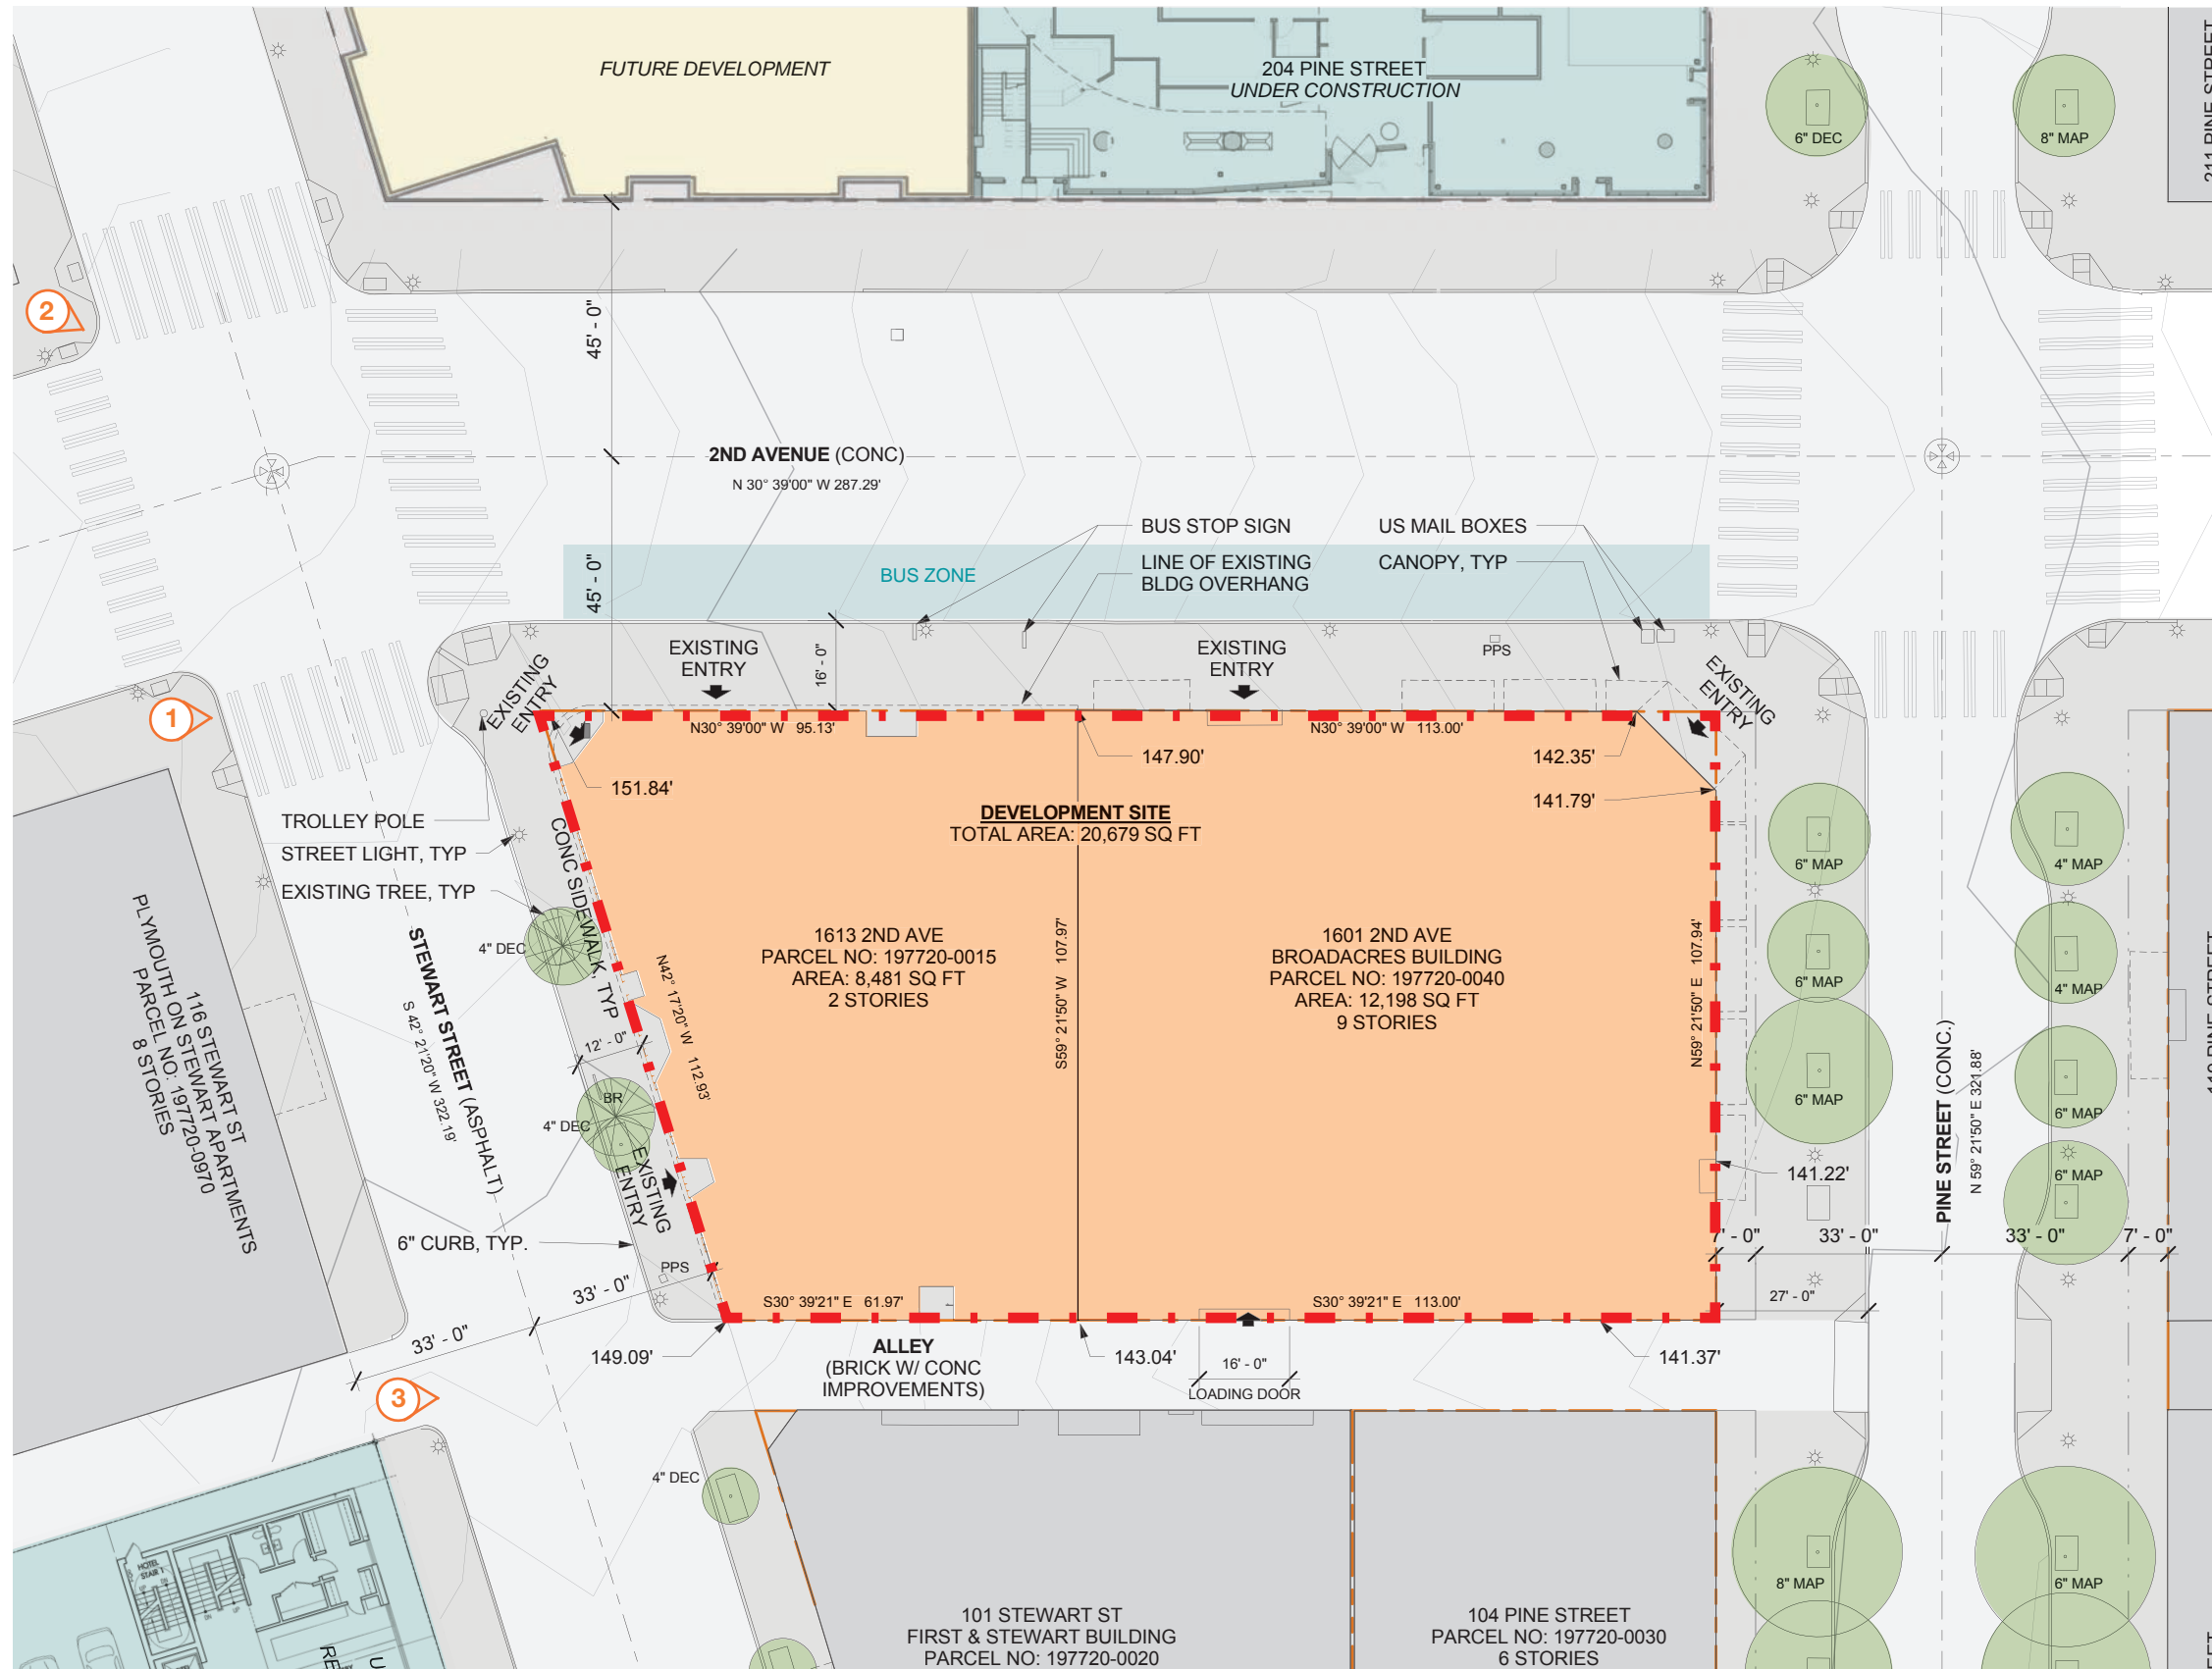 FUTURE DEVELOPMENT
204 PINE STREET
UNDER CONSTRUCTION
6" DEC
8" MAP
211 PINE STREET
2
45' - 0"
2ND AVENUE (CONC)
N 30° 39'00" W 287.29'
45' - 0"
BUS ZONE
BUS STOP SIGN
LINE OF EXISTING
BLDG OVERHANG
US MAIL BOXES
CANOPY, TYP
EXISTING
ENTRY
16' - 0"
EXISTING
ENTRY
PPS
EXISTING
ENTRY
EXISTING
ENTRY
1
N30° 39'00" W 95.13'
N30° 39'00" W 113.00'
151.84'
147.90'
142.35'
141.79'
DEVELOPMENT SITE
TOTAL AREA: 20,679 SQ FT
TROLLEY POLE
STREET LIGHT, TYP
EXISTING TREE, TYP
CONC SIDEWALK, TYP
4" DEC
STEWART STREET (ASPHALT)
S 42° 21'20" W 322.19'
116 STEWART ST
PLYMOUTH ON STEWART APARTMENTS
PARCEL NO: 197720-0970
8 STORIES
1613 2ND AVE
PARCEL NO: 197720-0015
AREA: 8,481 SQ FT
2 STORIES
S59° 21'50" W 107.97'
1601 2ND AVE
BROADACRES BUILDING
PARCEL NO: 197720-0040
AREA: 12,198 SQ FT
9 STORIES
N59° 21'50" E 107.94'
N42° 17'20" W 112.93'
12' - 0"
BR
4" DEC
EXISTING
ENTRY
6" MAP
4" MAP
6" MAP
4" MAP
6" MAP
6" MAP
6" MAP
PINE STREET (CONC.)
N 59° 21'50" E 321.88'
141.22'
7' - 0"
33' - 0"
33' - 0"
7' - 0"
27' - 0"
6" CURB, TYP.
PPS
33' - 0"
33' - 0"
S30° 39'21" E 61.97'
S30° 39'21" E 113.00'
149.09'
ALLEY
(BRICK W/ CONC
IMPROVEMENTS)
143.04'
16' - 0"
LOADING DOOR
141.37'
3
4" DEC
HOTEL
STAIR 1
101 STEWART ST
FIRST & STEWART BUILDING
PARCEL NO: 197720-0020
104 PINE STREET
PARCEL NO: 197720-0030
6 STORIES
8" MAP
6" MAP